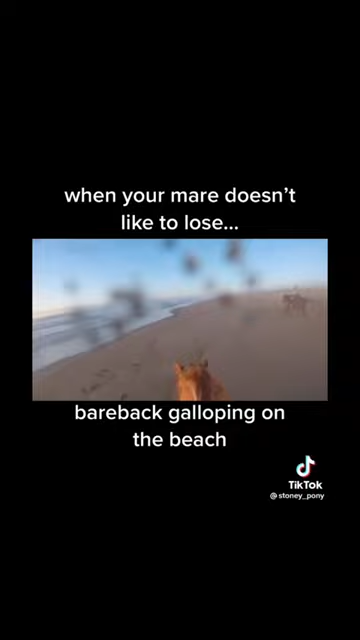 when your mare doesn't
like to lose...
bareback galloping on
the beach
TikTok
@ stoney_pony